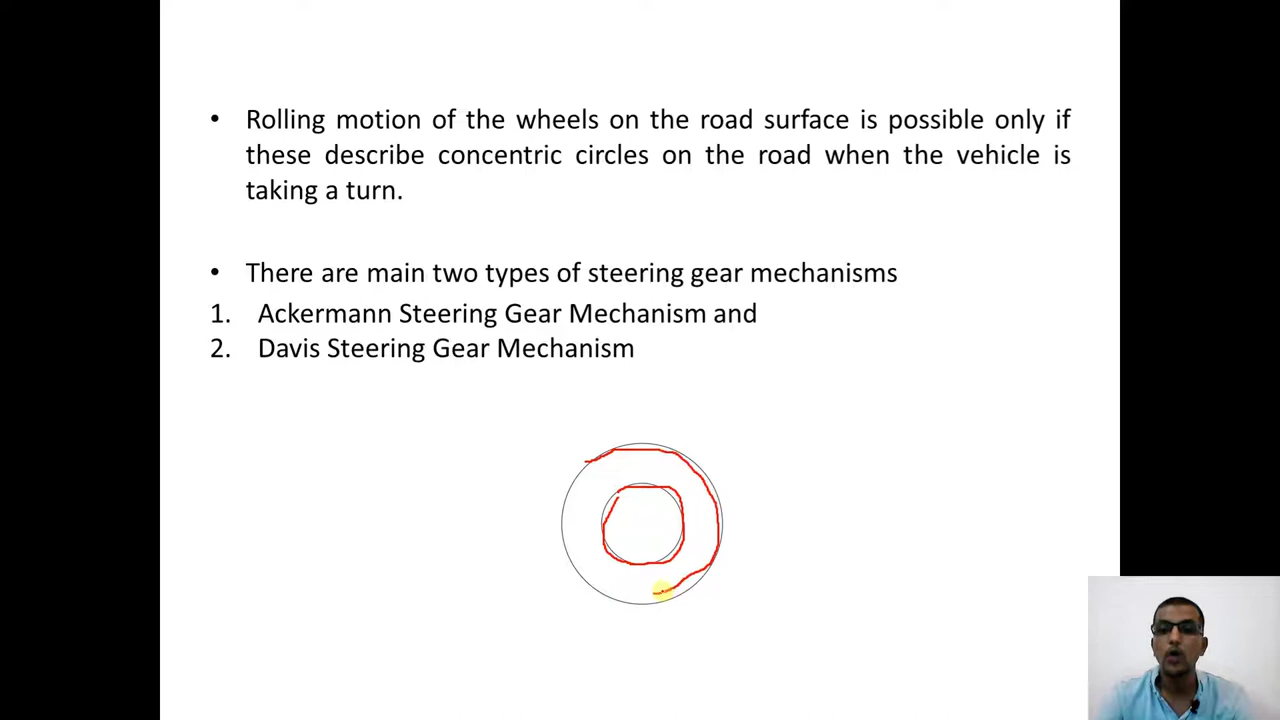 • Rolling motion of the wheels on the road surface is possible only if
these describe concentric circles on the road when the vehicle is
taking a turn.
• There are main two types of steering gear mechanisms
1. Ackermann Steering Gear Mechanism and
2. Davis Steering Gear Mechanism